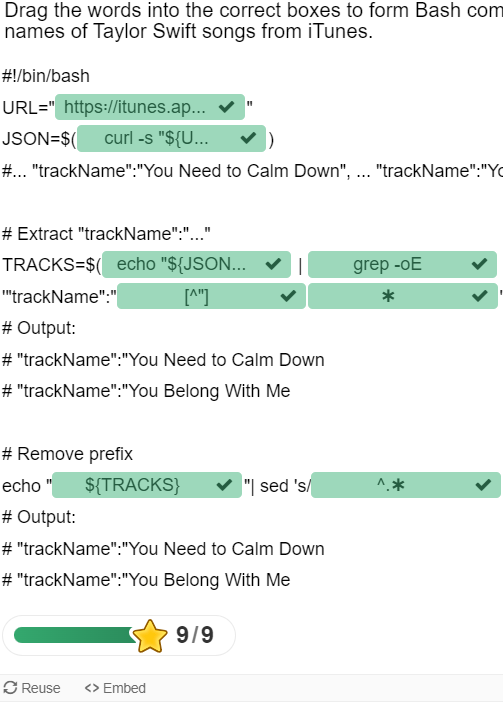 Drag the words into the correct boxes to form Bash com
names of Taylor Swift songs from iTunes.
#!/bin/bash
URL="https://itunes.ap... ✔"
JSON=$(curl -s "${U... ✔)
#... "trackName":"You Need to Calm Down", ... "trackName":"Yo
# Extract "trackName":"..."
TRACKS=$(echo "${JSON... ✔ | grep -oE ✔
'"trackName":"[^"] ✔ * ✔'
# Output:
# "trackName":"You Need to Calm Down
# "trackName":"You Belong With Me
# Remove prefix
echo "${TRACKS} ✔"| sed 's/^.* ✔
# Output:
# "trackName":"You Need to Calm Down
# "trackName":"You Belong With Me
9/9
Reuse <> Embed